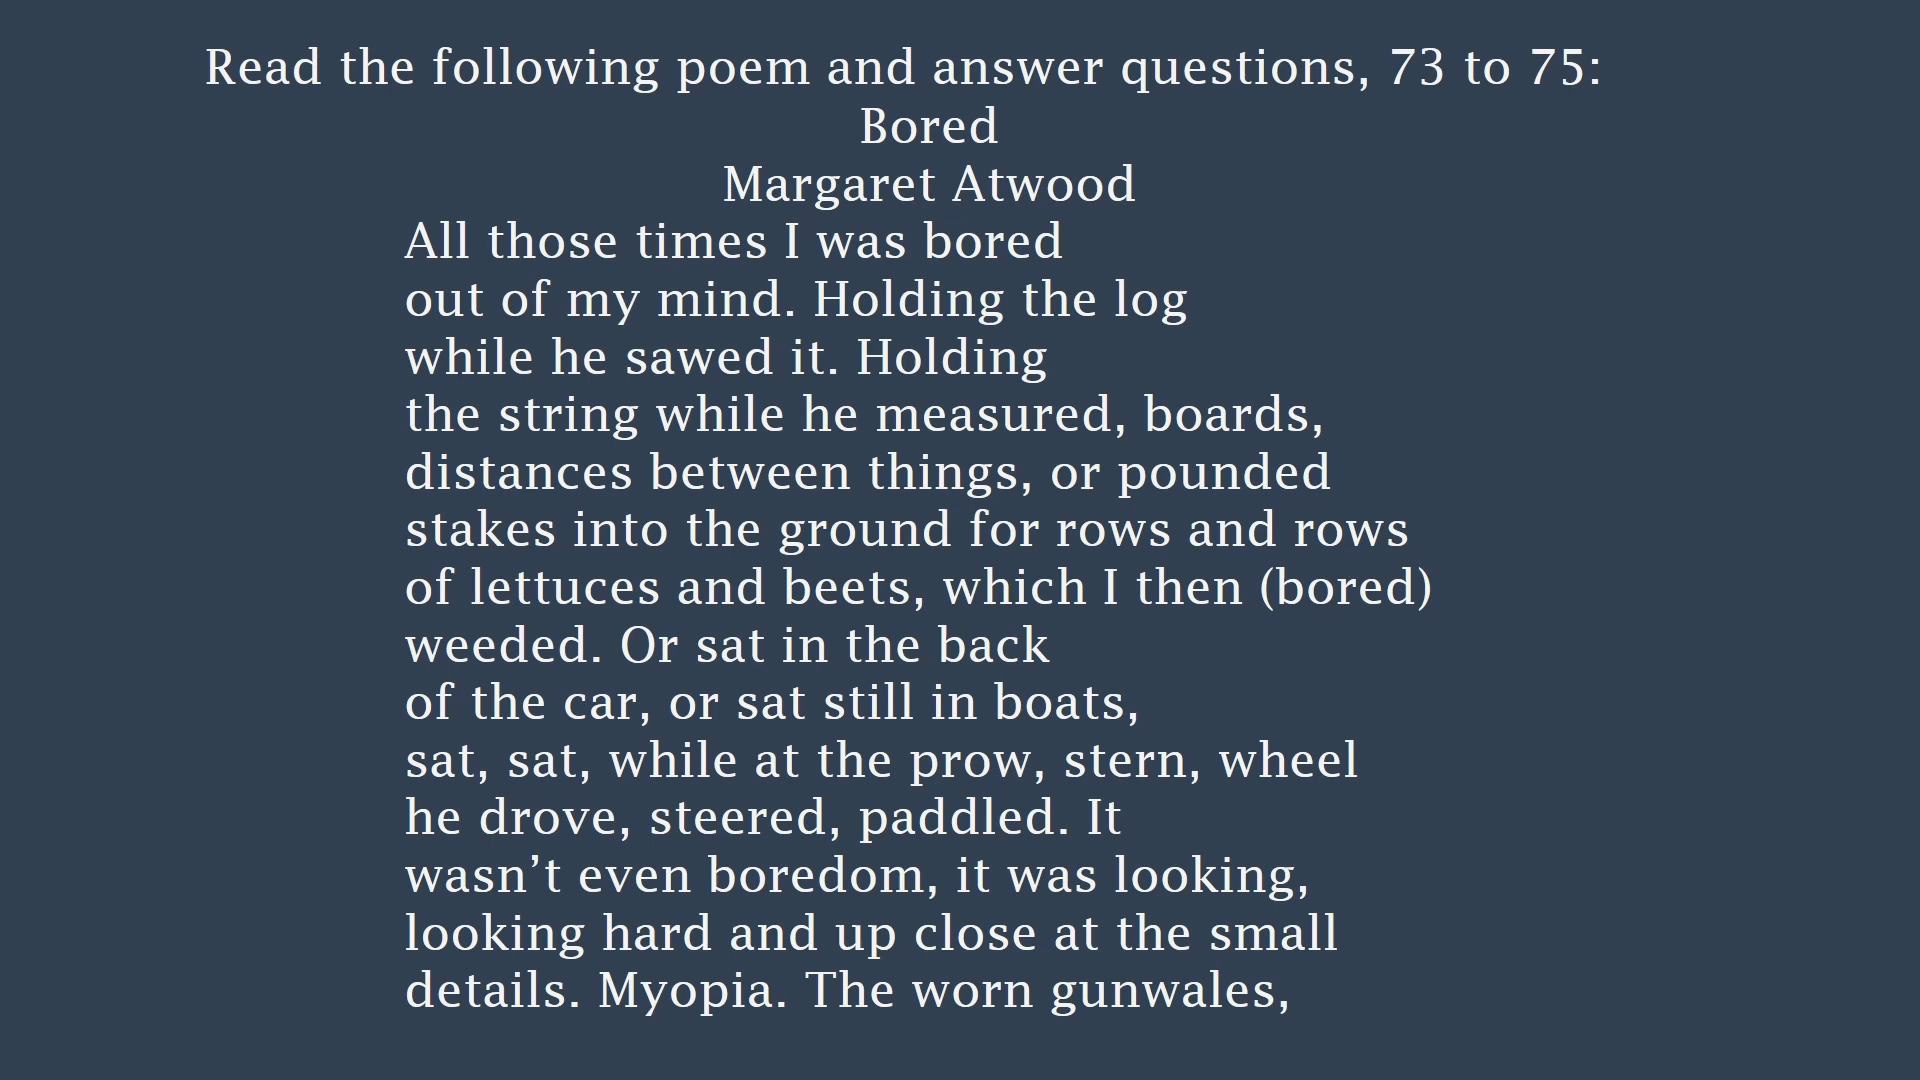 Read the following poem and answer questions, 73 to 75:
Bored
Margaret Atwood
All those times I was bored
out of my mind. Holding the log
while he sawed it. Holding
the string while he measured, boards,
distances between things, or pounded
stakes into the ground for rows and rows
of lettuces and beets, which I then (bored)
weeded. Or sat in the back
of the car, or sat still in boats,
sat, sat, while at the prow, stern, wheel
he drove, steered, paddled. It
wasn’t even boredom, it was looking,
looking hard and up close at the small
details. Myopia. The worn gunwales,